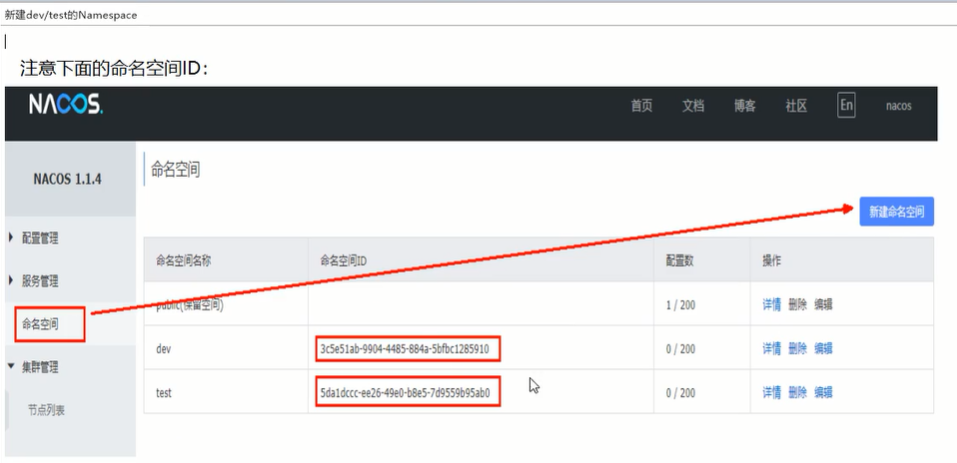 新建dev/test的Namespace
注意下面的命名空间ID：
NACOS.
首页 文档 博客 社区 En nacos
NACOS 1.1.4
命名空间
新建命名空间
配置管理
服务管理
命名空间
集群管理
节点列表
命名空间名称 命名空间ID 配置数 操作
public(保留空间) 1 / 200 详情 删除 编辑
dev 3c5e51ab-9904-4485-884a-5bfbc1285910 0 / 200 详情 删除 编辑
test 5da1dccc-ee26-49e0-b8e5-7d9559b95ab0 0 / 200 详情 删除 编辑